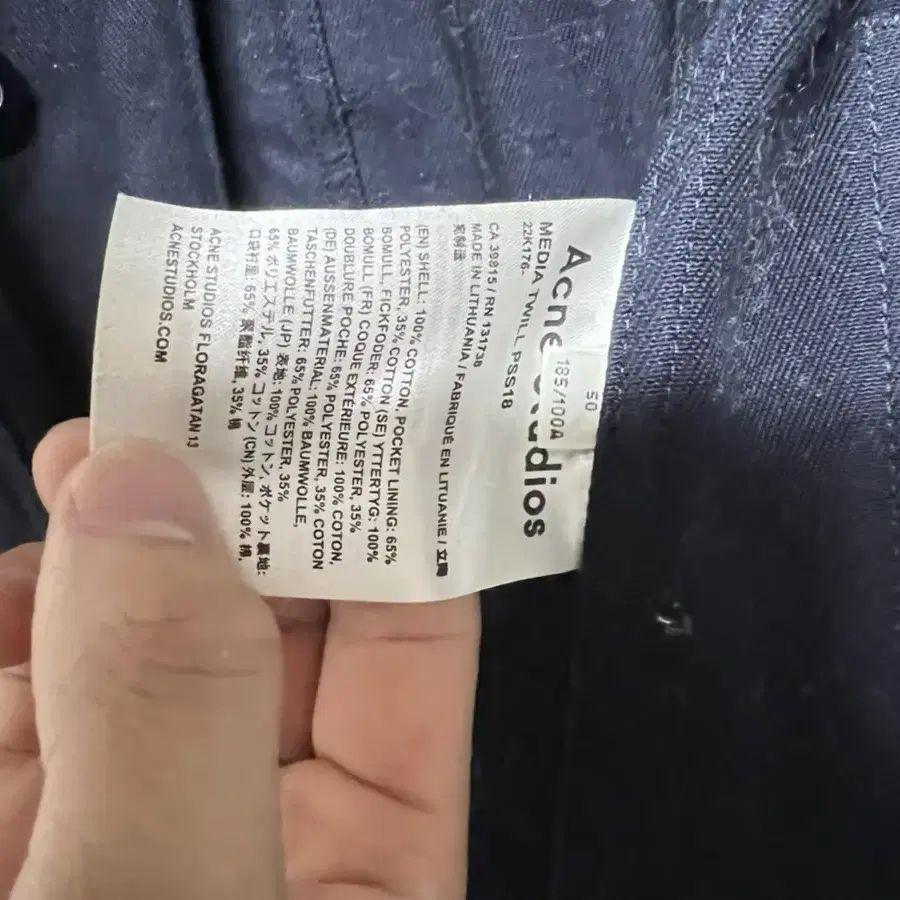 50
185/100A
Acne Studios
MEDIA TWILL PSS18
22K176-
CA 39815 / RN 131736
MADE IN LITHUANIA / FABRIQUÉ EN LITUANIE / 立陶
宛制造
(EN) SHELL: 100% COTTON, POCKET LINING: 65%
POLYESTER, 35% COTTON (SE) YTTERTYG: 100%
BOMULL, FICKFODER: 65% POLYESTER, 35%
BOMULL (FR) COQUE EXTÉRIEURE: 100% COTON,
DOUBLURE POCHE: 65% POLYESTER, 35% COTON
(DE) AUSSENMATERIAL: 100% BAUMWOLLE,
TASCHENFUTTER: 65% POLYESTER, 35%
BAUMWOLLE (JP) 表地: 100% コットン, ポケット裏地:
65% ポリエステル, 35% コットン (CN) 外层: 100% 棉,
口袋衬里: 65% 聚酯纤维, 35% 棉
ACNE STUDIOS FLORAGATAN 13
STOCKHOLM
ACNESTUDIOS.COM